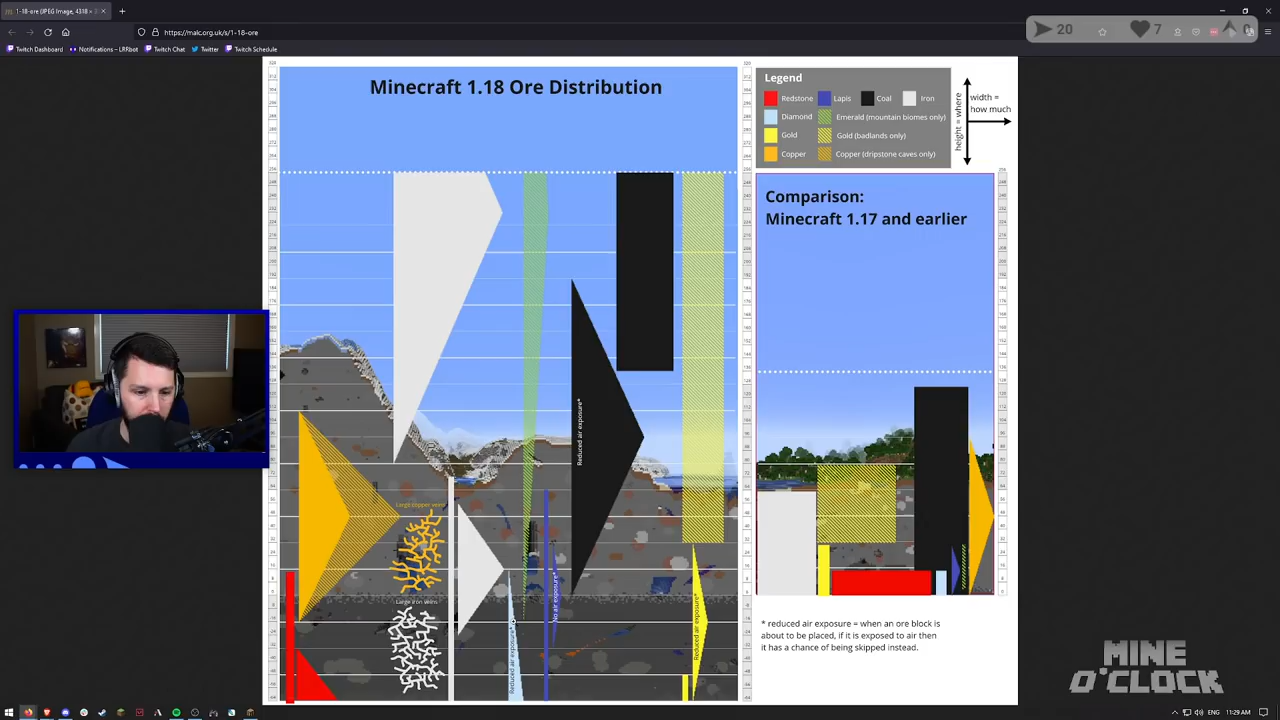 1-18-ore (JPEG Image, 4318 ×
https://malc.org.uk/s/1-18-ore
20
7
0
Twitch Dashboard
Notifications – LRRbot
Twitch Chat
Twitter
Twitch Schedule
Minecraft 1.18 Ore Distribution
Legend
Redstone
Lapis
Coal
Iron
Diamond
Emerald (mountain biomes only)
Gold
Gold (badlands only)
Copper
Copper (dripstone caves only)
height = where
width =
how much
Comparison:
Minecraft 1.17 and earlier
Reduced air exposure*
Large copper veins
Large iron veins
Reduced air exposure*
No air exposure*
Reduced air exposure*
* reduced air exposure = when an ore block is
about to be placed, if it is exposed to air then
it has a chance of being skipped instead.
MINE
O'CLOCK
ENG
11:29 AM